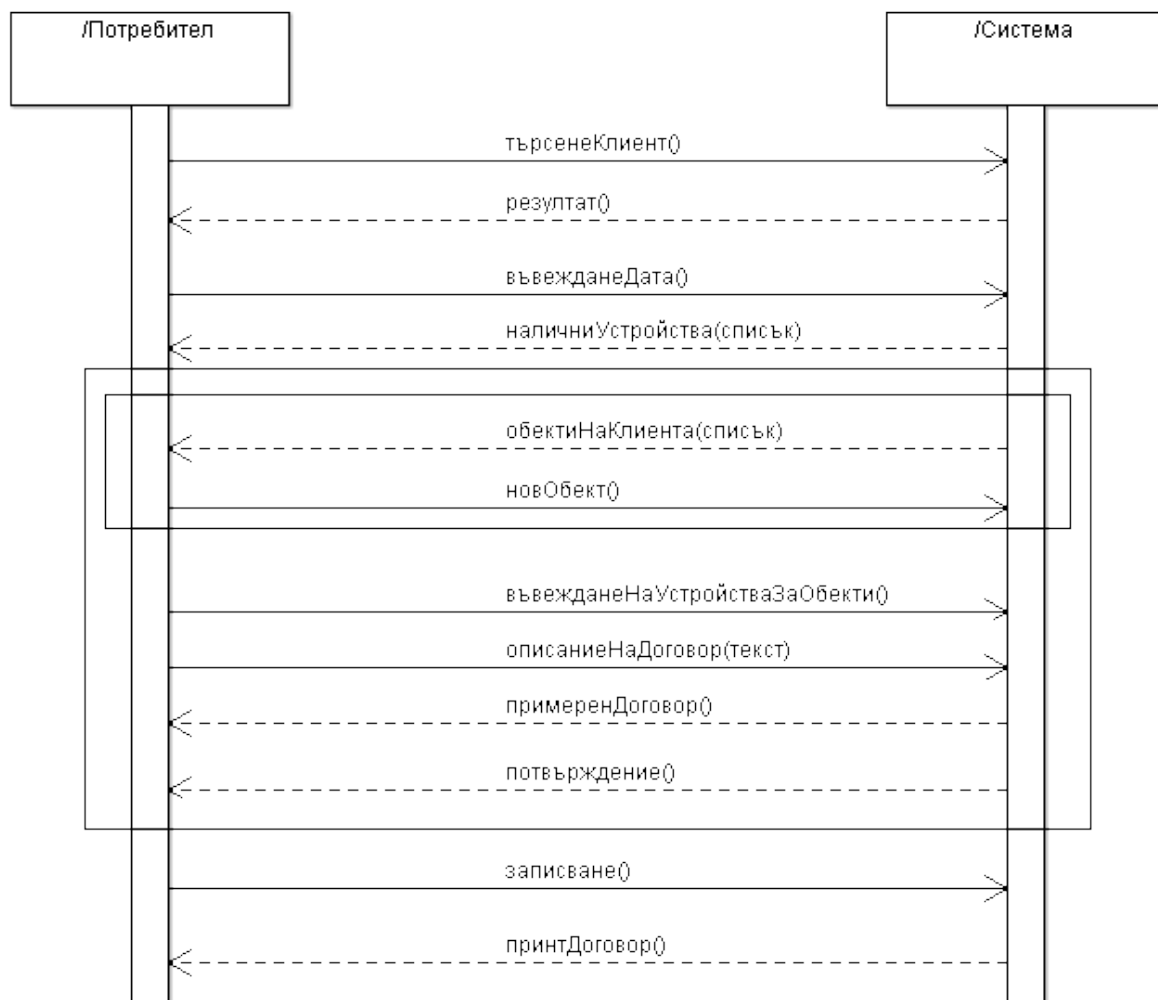 /Потребител
/Система
търсенеКлиент()
резултат()
въвежданеДата()
наличниУстройства(списък)
обектиНаКлиента(списък)
новОбект()
въвежданеНаУстройстваЗаОбекти()
описаниеНаДоговор(текст)
примеренДоговор()
потвърждение()
записване()
принтДоговор()